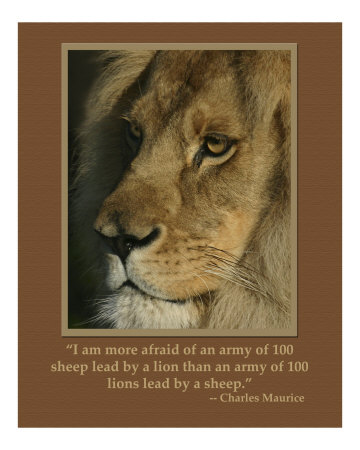 “I am more afraid of an army of 100
sheep lead by a lion than an army of 100
lions lead by a sheep.”
-- Charles Maurice